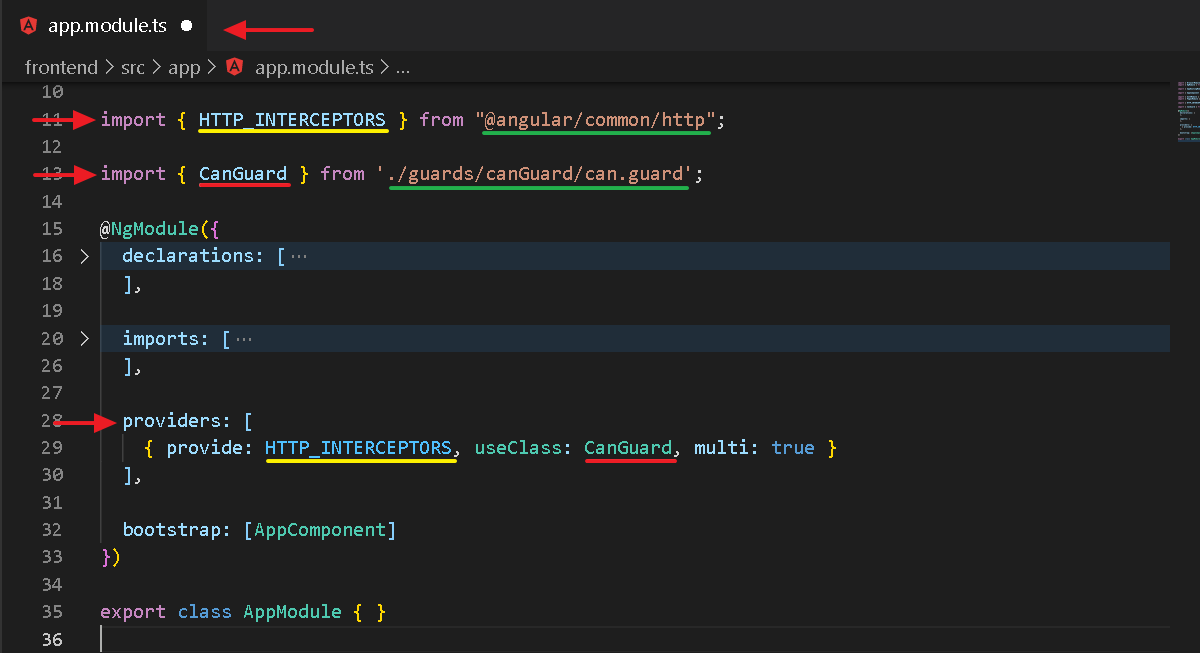 app.module.ts
frontend > src > app > app.module.ts > ...
10
11 import { HTTP_INTERCEPTORS } from "@angular/common/http";
12
13 import { CanGuard } from './guards/canGuard/can.guard';
14
15 @NgModule({
16 declarations: [ ···
18 ],
19
20 imports: [ ···
26 ],
27
28 providers: [
29 { provide: HTTP_INTERCEPTORS, useClass: CanGuard, multi: true }
30 ],
31
32 bootstrap: [AppComponent]
33 })
34
35 export class AppModule { }
36